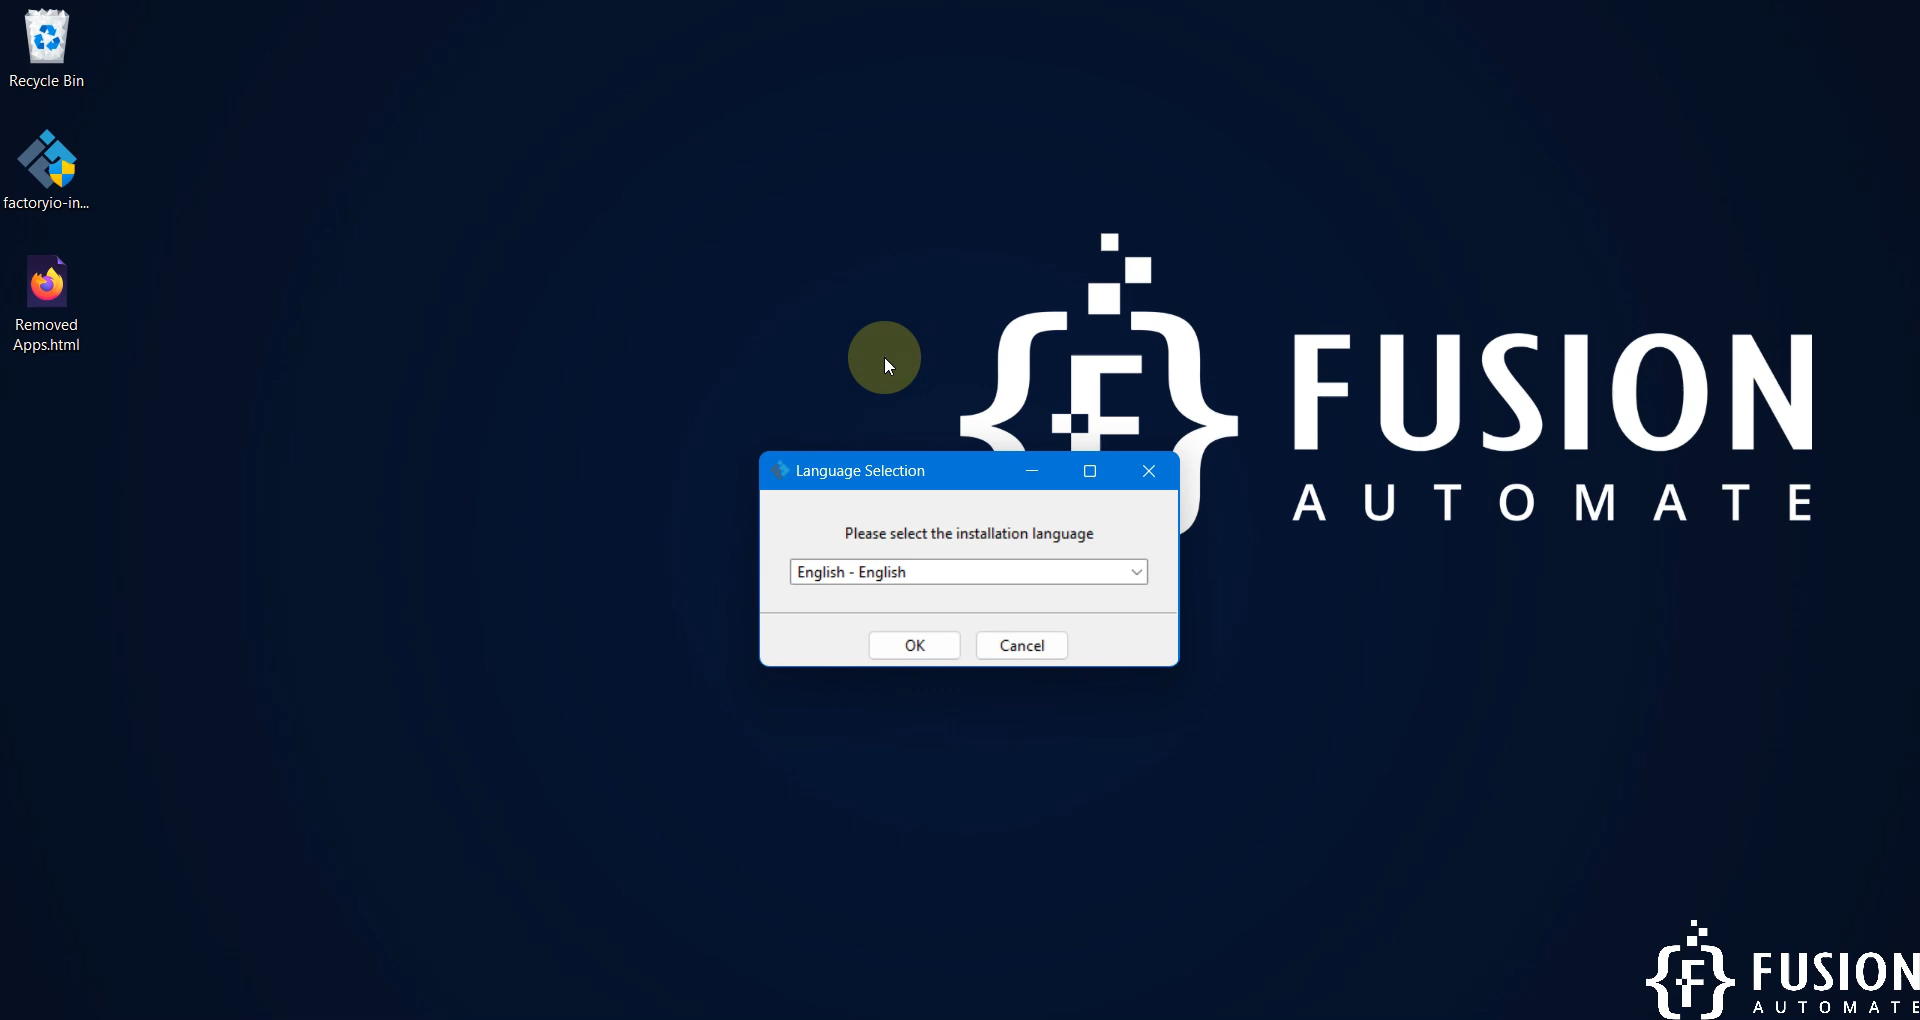 Recycle Bin
factoryio-in...
Removed
Apps.html
F
FUSION
AUTOMATE
Language Selection
Please select the installation language
English - English
OK
Cancel
F
FUSION
AUTOMATE